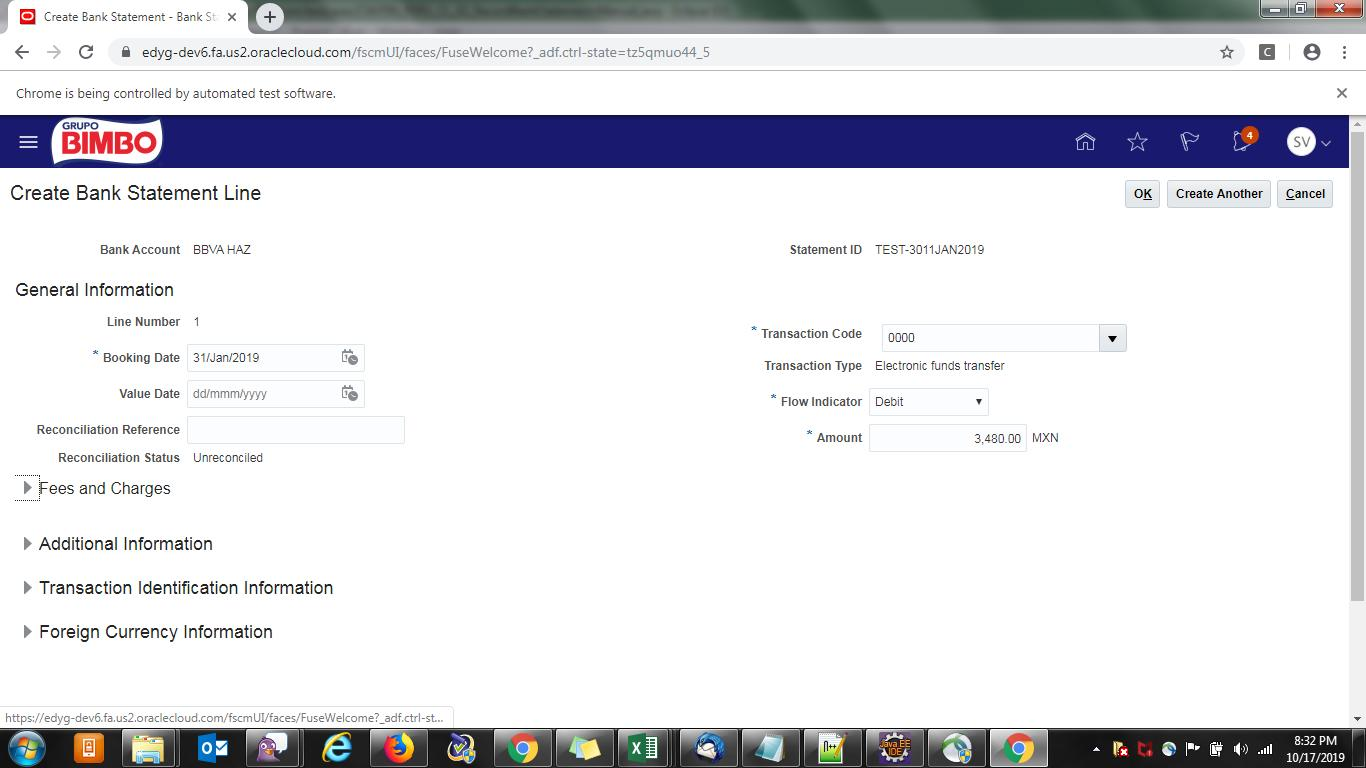 Create Bank Statement - Bank St
edyg-dev6.fa.us2.oraclecloud.com/fscmUI/faces/FuseWelcome?_adf.ctrl-state=tz5qmuo44_5
C
Chrome is being controlled by automated test software.
GRUPO
BIMBO
4
SV
Create Bank Statement Line
OK
Create Another
Cancel
Bank Account BBVA HAZ
Statement ID TEST-3011JAN2019
General Information
Line Number 1
* Transaction Code 0000
* Booking Date 31/Jan/2019
Transaction Type Electronic funds transfer
Value Date dd/mmm/yyyy
* Flow Indicator Debit
Reconciliation Reference
* Amount 3,480.00 MXN
Reconciliation Status Unreconciled
Fees and Charges
Additional Information
Transaction Identification Information
Foreign Currency Information
https://edyg-dev6.fa.us2.oraclecloud.com/fscmUI/faces/FuseWelcome?_adf.ctrl-st...
Java EE
IDE
8:32 PM
10/17/2019